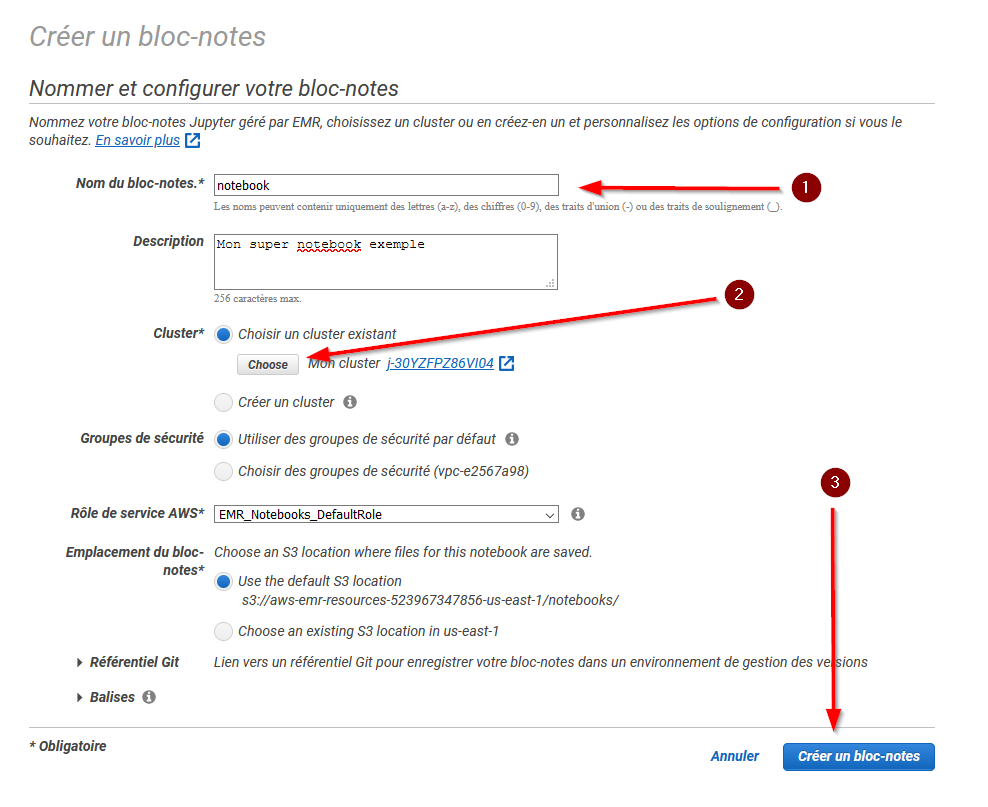 Créer un bloc-notes
Nommer et configurer votre bloc-notes
Nommez votre bloc-notes Jupyter géré par EMR, choisissez un cluster ou en créez-en un et personnalisez les options de configuration si vous le
souhaitez. En savoir plus
Nom du bloc-notes.* notebook 1
Les noms peuvent contenir uniquement des lettres (a-z), des chiffres (0-9), des traits d'union (-) ou des traits de soulignement (_).
Description Mon super notebook exemple
256 caractères max.
2
Cluster* Choisir un cluster existant
Choose Mon cluster j-30YZFPZ86VI04
Créer un cluster
Groupes de sécurité Utiliser des groupes de sécurité par défaut
Choisir des groupes de sécurité (vpc-e2567a98)
3
Rôle de service AWS* EMR_Notebooks_DefaultRole
Emplacement du bloc- Choose an S3 location where files for this notebook are saved.
notes*
Use the default S3 location
s3://aws-emr-resources-523967347856-us-east-1/notebooks/
Choose an existing S3 location in us-east-1
Référentiel Git Lien vers un référentiel Git pour enregistrer votre bloc-notes dans un environnement de gestion des versions
Balises
* Obligatoire
Annuler Créer un bloc-notes